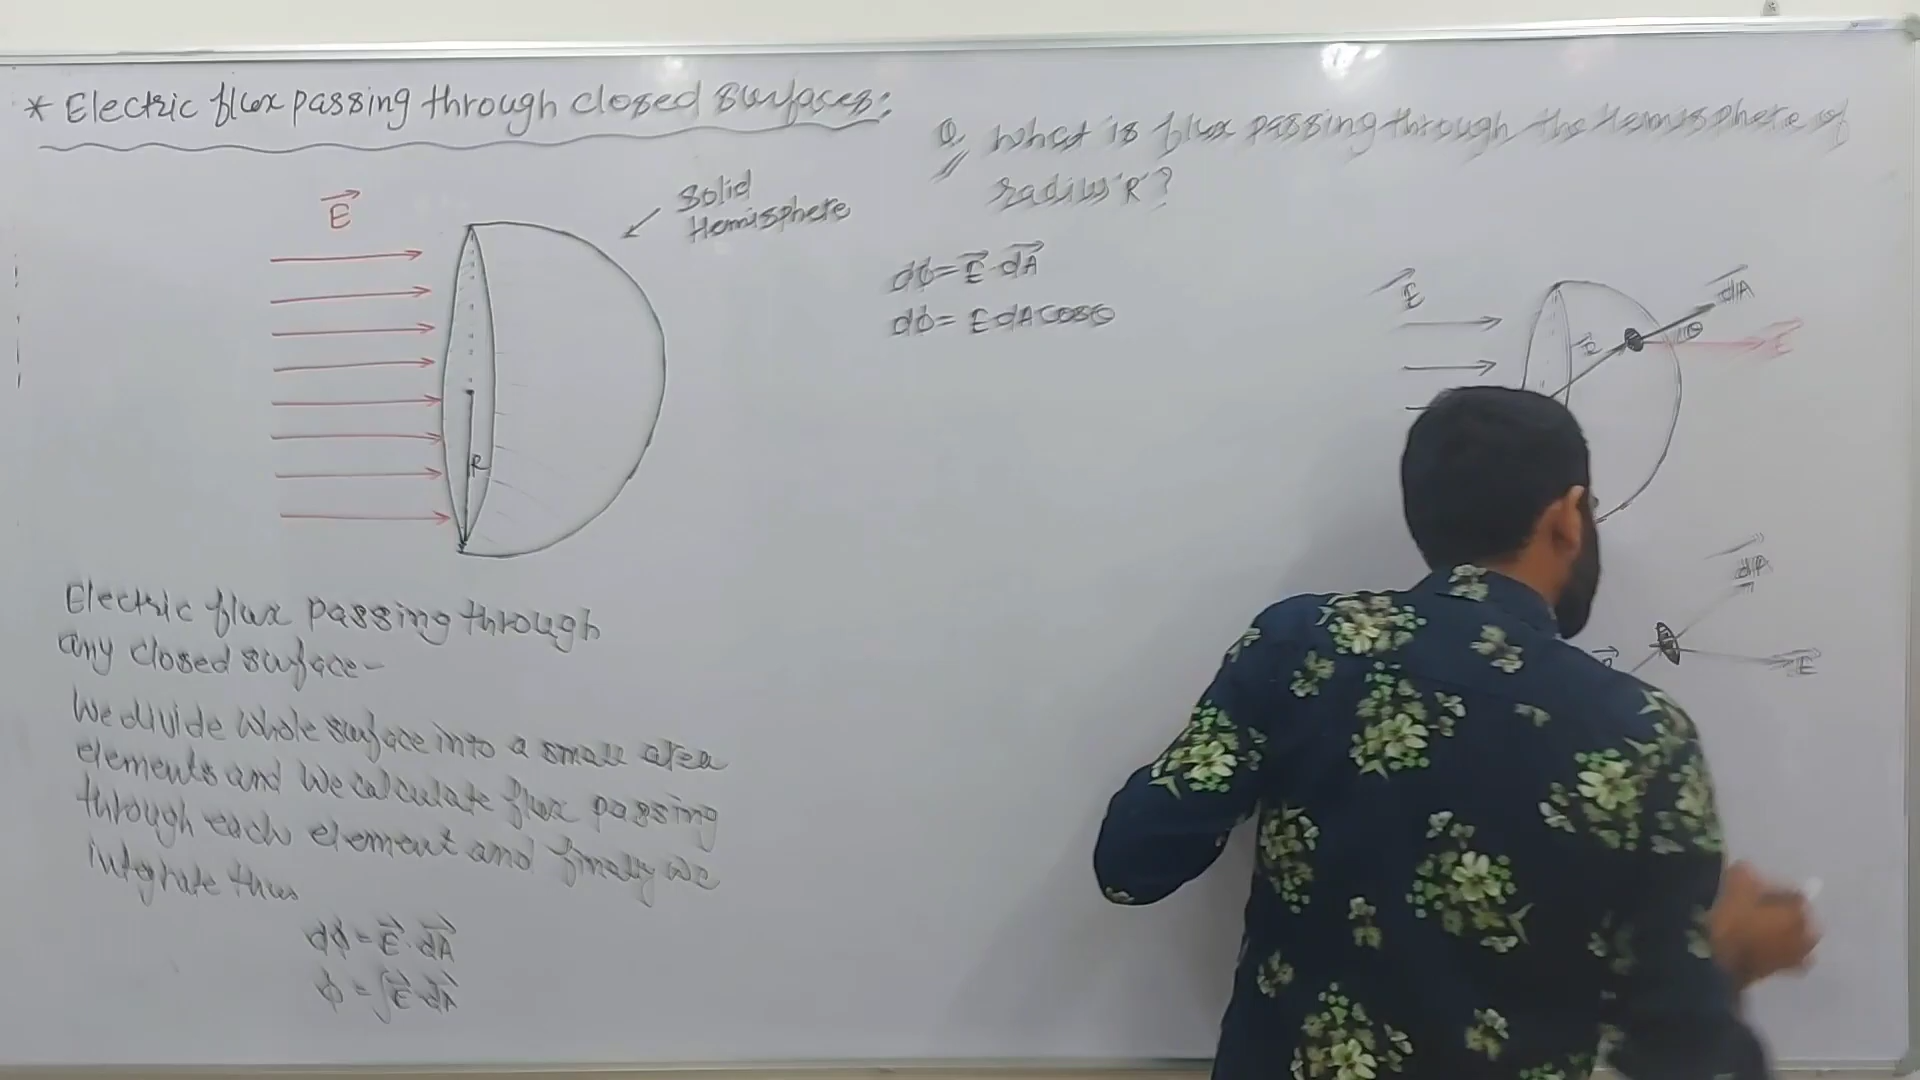 * Electric flux passing through closed surfaces:
E
Solid
Hemisphere
R
Electric flux passing through
any closed surface-
We divide whole surface into a small area
elements and we calculate flux passing
through each element and finally we
integrate thus
dϕ = E⃗ · dA⃗
ϕ = ∫E⃗ · dA⃗
Q What is flux passing through the Hemisphere of
radius 'R'?
dϕ = E⃗ · dA⃗
dϕ = E dA cosθ
E⃗
dA⃗
R
θ
E⃗
dA⃗
E⃗